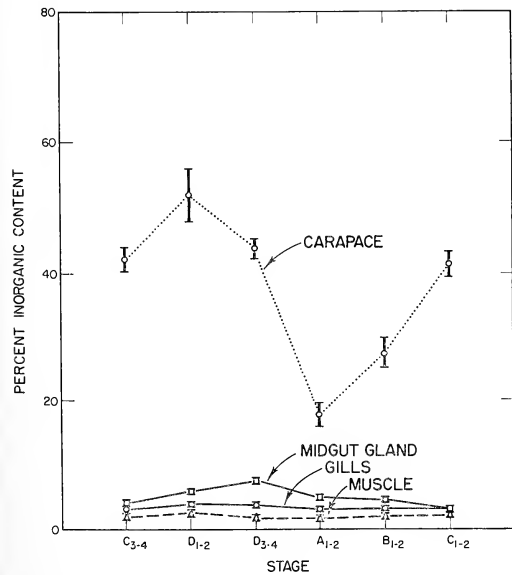 80
60
40
20
0
PERCENT INORGANIC CONTENT
CARAPACE
MIDGUT GLAND
GILLS
MUSCLE
C3-4 D1-2 D3-4 A1-2 B1-2 C1-2
STAGE